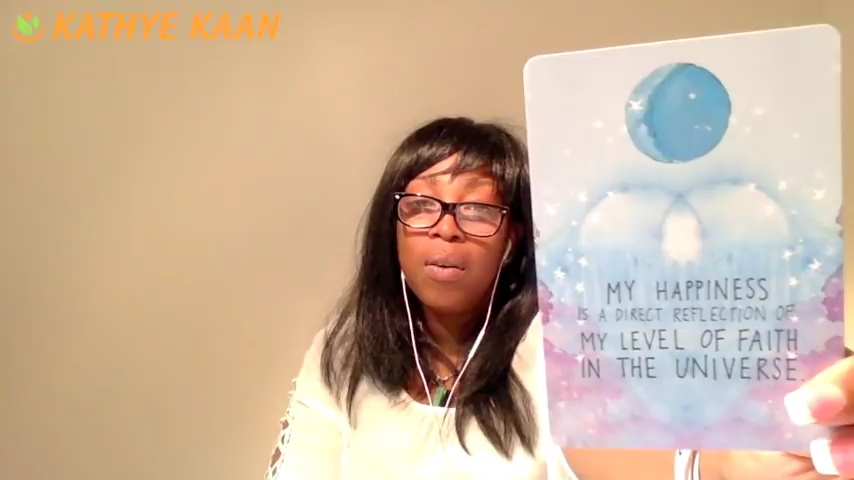 KATHYE KAAN
MY HAPPINESS
IS A DIRECT REFLECTION OF
MY LEVEL OF FAITH
IN THE UNIVERSE.